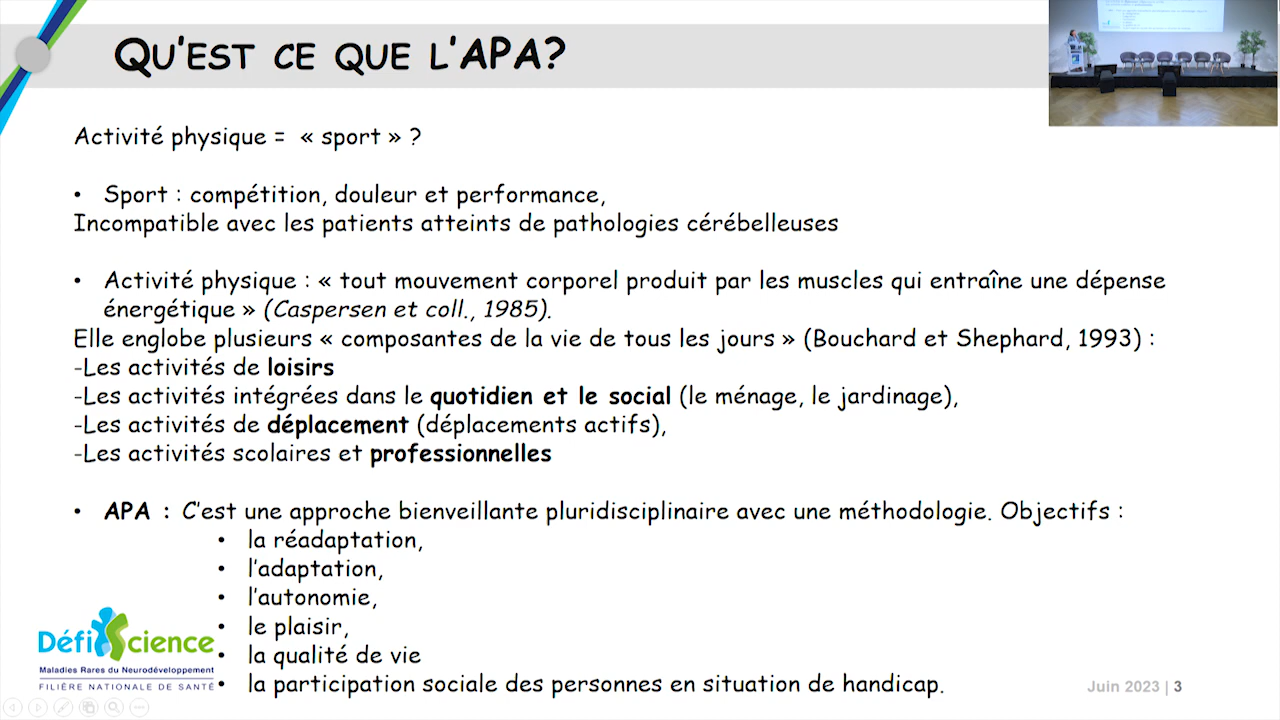 QU'EST CE QUE L'APA?
Activité physique = « sport » ?
• Sport : compétition, douleur et performance,
Incompatible avec les patients atteints de pathologies cérébelleuses
• Activité physique : « tout mouvement corporel produit par les muscles qui entraîne une dépense
énergétique » (Caspersen et coll., 1985).
Elle englobe plusieurs « composantes de la vie de tous les jours » (Bouchard et Shephard, 1993) :
-Les activités de loisirs
-Les activités intégrées dans le quotidien et le social (le ménage, le jardinage),
-Les activités de déplacement (déplacements actifs),
-Les activités scolaires et professionnelles
• APA : C'est une approche bienveillante pluridisciplinaire avec une méthodologie. Objectifs :
• la réadaptation,
• l'adaptation,
• l'autonomie,
• le plaisir,
• la qualité de vie
• la participation sociale des personnes en situation de handicap.
DéfiScience
Maladies Rares du Neurodéveloppement
FILIÈRE NATIONALE DE SANTÉ
Juin 2023 | 3